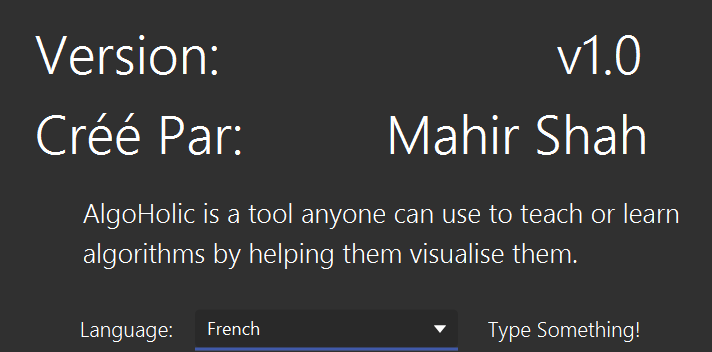 Version: v1.0
Créé Par: Mahir Shah
AlgoHolic is a tool anyone can use to teach or learn
algorithms by helping them visualise them.
Language: French Type Something!